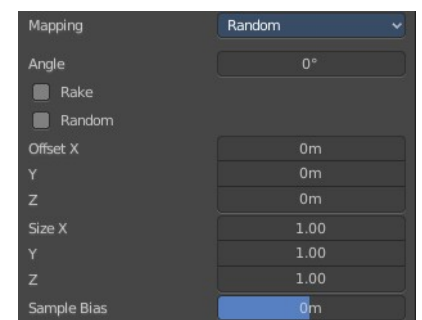 Mapping Random
Angle 0°
Rake
Random
Offset X 0m
Y 0m
Z 0m
Size X 1.00
Y 1.00
Z 1.00
Sample Bias 0m